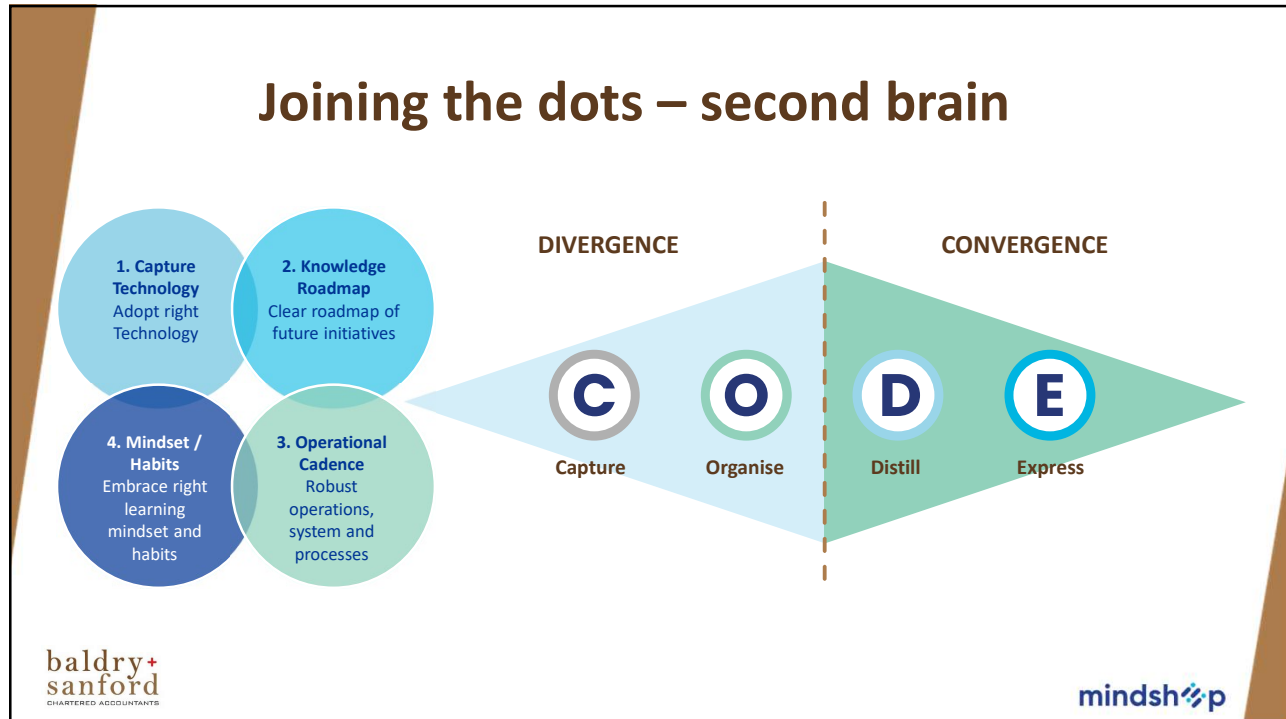 Joining the dots – second brain
1. Capture
Technology
Adopt right
Technology
2. Knowledge
Roadmap
Clear roadmap of
future initiatives
4. Mindset /
Habits
Embrace right
learning
mindset and
habits
3. Operational
Cadence
Robust
operations,
system and
processes
DIVERGENCE
CONVERGENCE
C
O
D
E
Capture
Organise
Distill
Express
baldry+
sanford
CHARTERED ACCOUNTANTS
mindshop